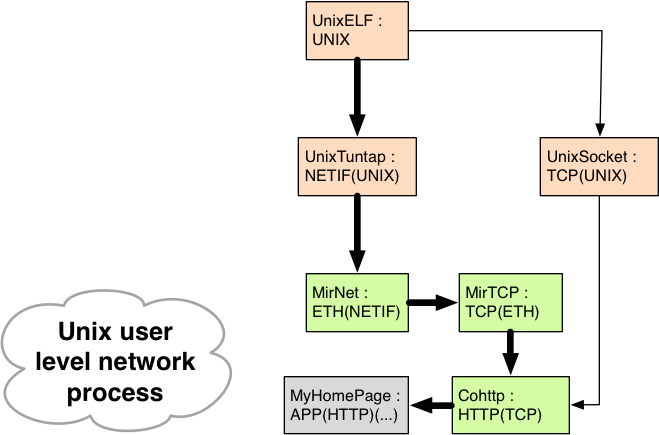 UnixELF :
UNIX
UnixTuntap :
NETIF(UNIX)
UnixSocket :
TCP(UNIX)
MirNet :
ETH(NETIF)
MirTCP :
TCP(ETH)
Unix user
level network
process
MyHomePage :
APP(HTTP)(...)
Cohttp :
HTTP(TCP)